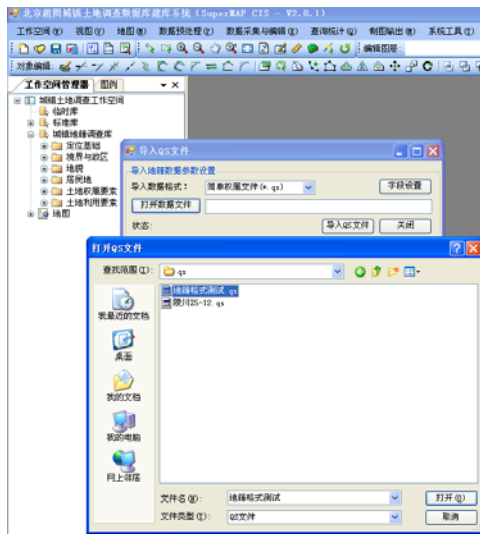 北京超图城镇土地调查数据库建库系统 (SuperMAP CIS - V2.0.1)
工作空间(W) 视图(V) 地图(M) 数据预处理(Z) 数据采集与编辑(E) 查询统计(Q) 制图输出(M) 系统工具(T)
编辑图层:
对象编辑:
工作空间管理器 图例
城镇土地调查工作空间
临时库
标准库
城镇地籍调查库
定位基础
境界与政区
地貌
居民地
土地权属要素
土地利用要素
地图
导入QS文件
导入地籍数据参数设置
导入数据格式: 简单权属文件(*.qs) 字段设置
打开数据文件
状态: 导入QS文件 关闭
打开QS文件
查找范围(I): qs
地籍格式测试.qs
陵川25-12.qs
我最近的文档
桌面
我的文档
我的电脑
网上邻居
文件名(N): 地籍格式测试 打开(O)
文件类型(T): QS文件 取消